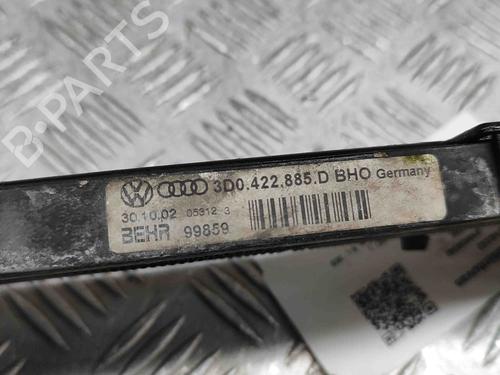 B-PARTS
3D0.422.885.D BHO Germany
30.10.02 05312 3
BEHR 99859